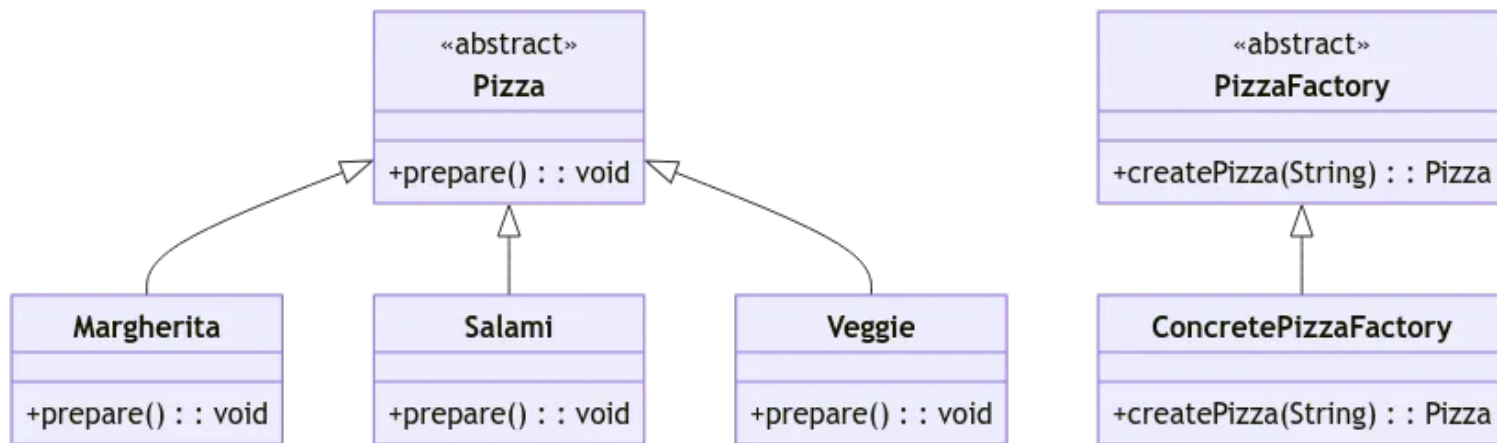 «abstract»
Pizza
+prepare() : : void
«abstract»
PizzaFactory
+createPizza(String) : : Pizza
Margherita
+prepare() : : void
Salami
+prepare() : : void
Veggie
+prepare() : : void
ConcretePizzaFactory
+createPizza(String) : : Pizza